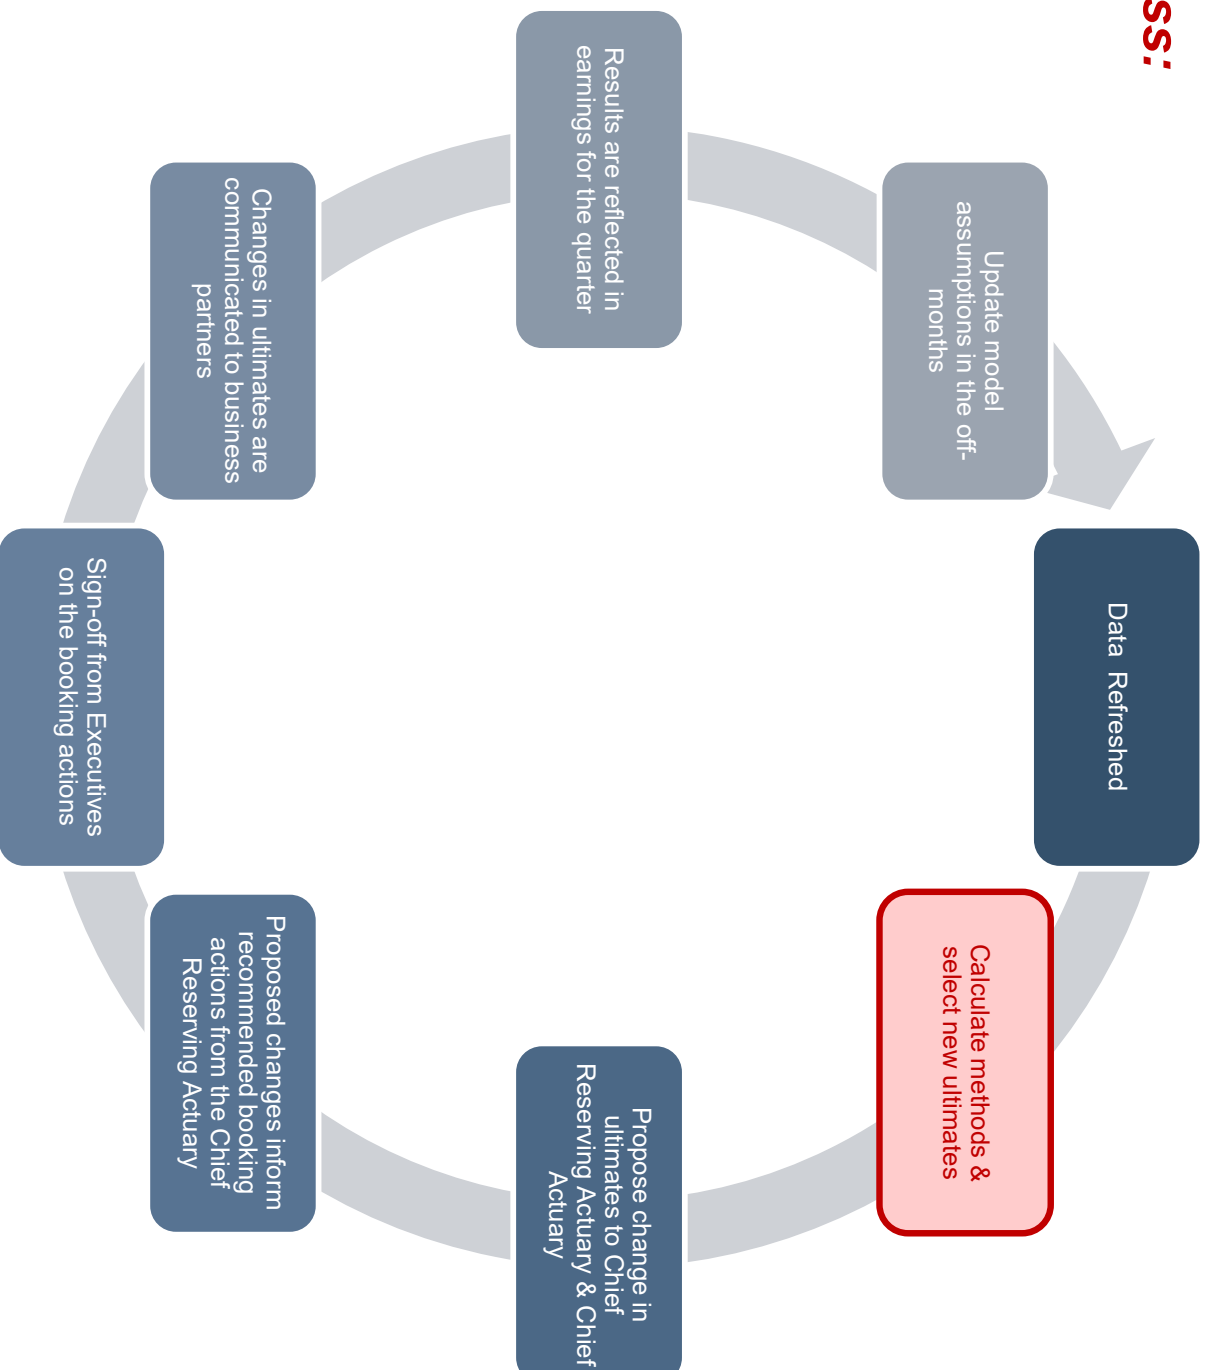 ss:
Data  Refreshed
Calculate methods &
select new ultimates
Propose change in
ultimates to Chief
Reserving Actuary & Chief
Actuary
Proposed changes inform
recommended booking
actions from the Chief
Reserving Actuary
Sign-off from Executives
on the booking actions
Changes in ultimates are
communicated to business
partners
Results are reflected in
earnings for the quarter
Update model
assumptions in the off-
months